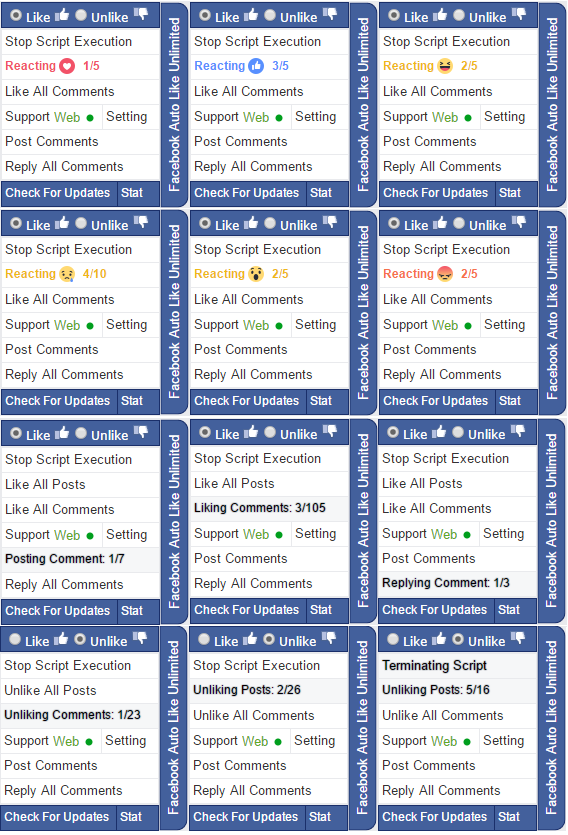 Like Unlike
Stop Script Execution
Reacting 1/5
Like All Comments
Support Web Setting
Post Comments
Reply All Comments
Check For Updates Stat
Facebook Auto Like Unlimited
Like Unlike
Stop Script Execution
Reacting 3/5
Like All Comments
Support Web Setting
Post Comments
Reply All Comments
Check For Updates Stat
Facebook Auto Like Unlimited
Like Unlike
Stop Script Execution
Reacting 2/5
Like All Comments
Support Web Setting
Post Comments
Reply All Comments
Check For Updates Stat
Facebook Auto Like Unlimited
Like Unlike
Stop Script Execution
Reacting 4/10
Like All Comments
Support Web Setting
Post Comments
Reply All Comments
Check For Updates Stat
Facebook Auto Like Unlimited
Like Unlike
Stop Script Execution
Reacting 2/5
Like All Comments
Support Web Setting
Post Comments
Reply All Comments
Check For Updates Stat
Facebook Auto Like Unlimited
Like Unlike
Stop Script Execution
Reacting 2/5
Like All Comments
Support Web Setting
Post Comments
Reply All Comments
Check For Updates Stat
Facebook Auto Like Unlimited
Like Unlike
Stop Script Execution
Like All Posts
Like All Comments
Support Web Setting
Posting Comment: 1/7
Reply All Comments
Check For Updates Stat
Facebook Auto Like Unlimited
Like Unlike
Stop Script Execution
Like All Posts
Liking Comments: 3/105
Support Web Setting
Post Comments
Reply All Comments
Check For Updates Stat
Facebook Auto Like Unlimited
Like Unlike
Stop Script Execution
Like All Posts
Like All Comments
Support Web Setting
Post Comments
Replying Comment: 1/3
Check For Updates Stat
Facebook Auto Like Unlimited
Like Unlike
Stop Script Execution
Unlike All Posts
Unliking Comments: 1/23
Support Web Setting
Post Comments
Reply All Comments
Check For Updates Stat
Facebook Auto Like Unlimited
Like Unlike
Stop Script Execution
Unliking Posts: 2/26
Unlike All Comments
Support Web Setting
Post Comments
Reply All Comments
Check For Updates Stat
Facebook Auto Like Unlimited
Like Unlike
Terminating Script
Unliking Posts: 5/16
Unlike All Comments
Support Web Setting
Post Comments
Reply All Comments
Check For Updates Stat
Facebook Auto Like Unlimited